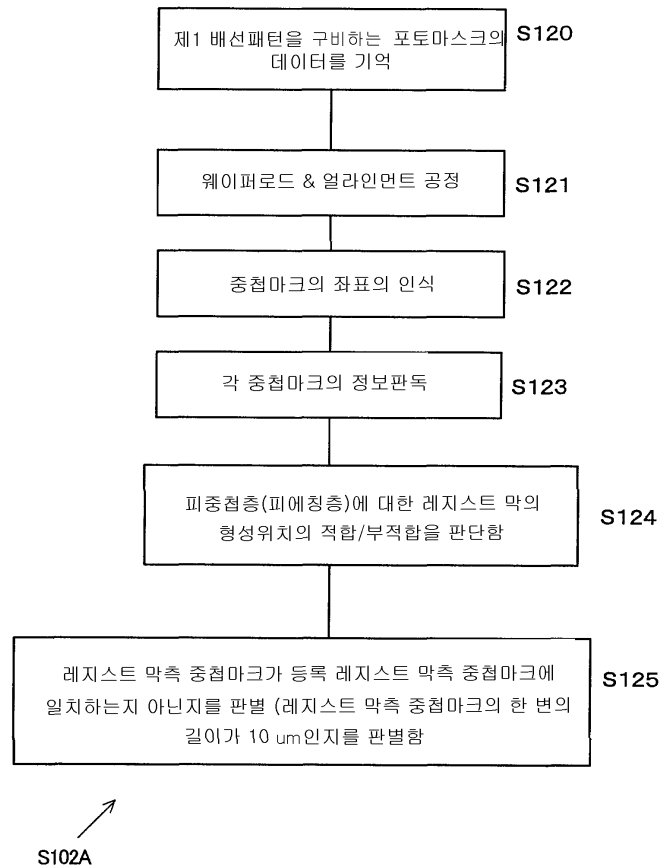 제1 배선패턴을 구비하는 포토마스크의
데이터를 기억
S120
웨이퍼로드 & 얼라인먼트 공정
S121
중첩마크의 좌표의 인식
S122
각 중첩마크의 정보판독
S123
피중첩층(피에칭층)에 대한 레지스트 막의
형성위치의 적합/부적합을 판단함
S124
레지스트 막측 중첩마크가 등록 레지스트 막측 중첩마크에
일치하는지 아닌지를 판별 (레지스트 막측 중첩마크의 한 변의
길이가 10 um인지를 판별함
S125
S102A